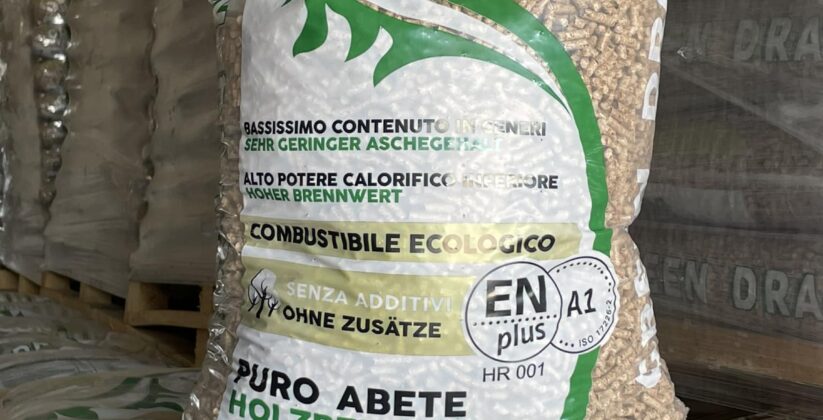 BASSISSIMO CONTENUTO IN CENERI
SEHR GERINGER ASCHEGEHALT
ALTO POTERE CALORIFICO INFERIORE
HOHER BRENNWERT
COMBUSTIBILE ECOLOGICO
SENZA ADDITIVI
OHNE ZUSÄTZE
EN
plus
A1
ISO 17225-2
HR 001
PURO ABETE